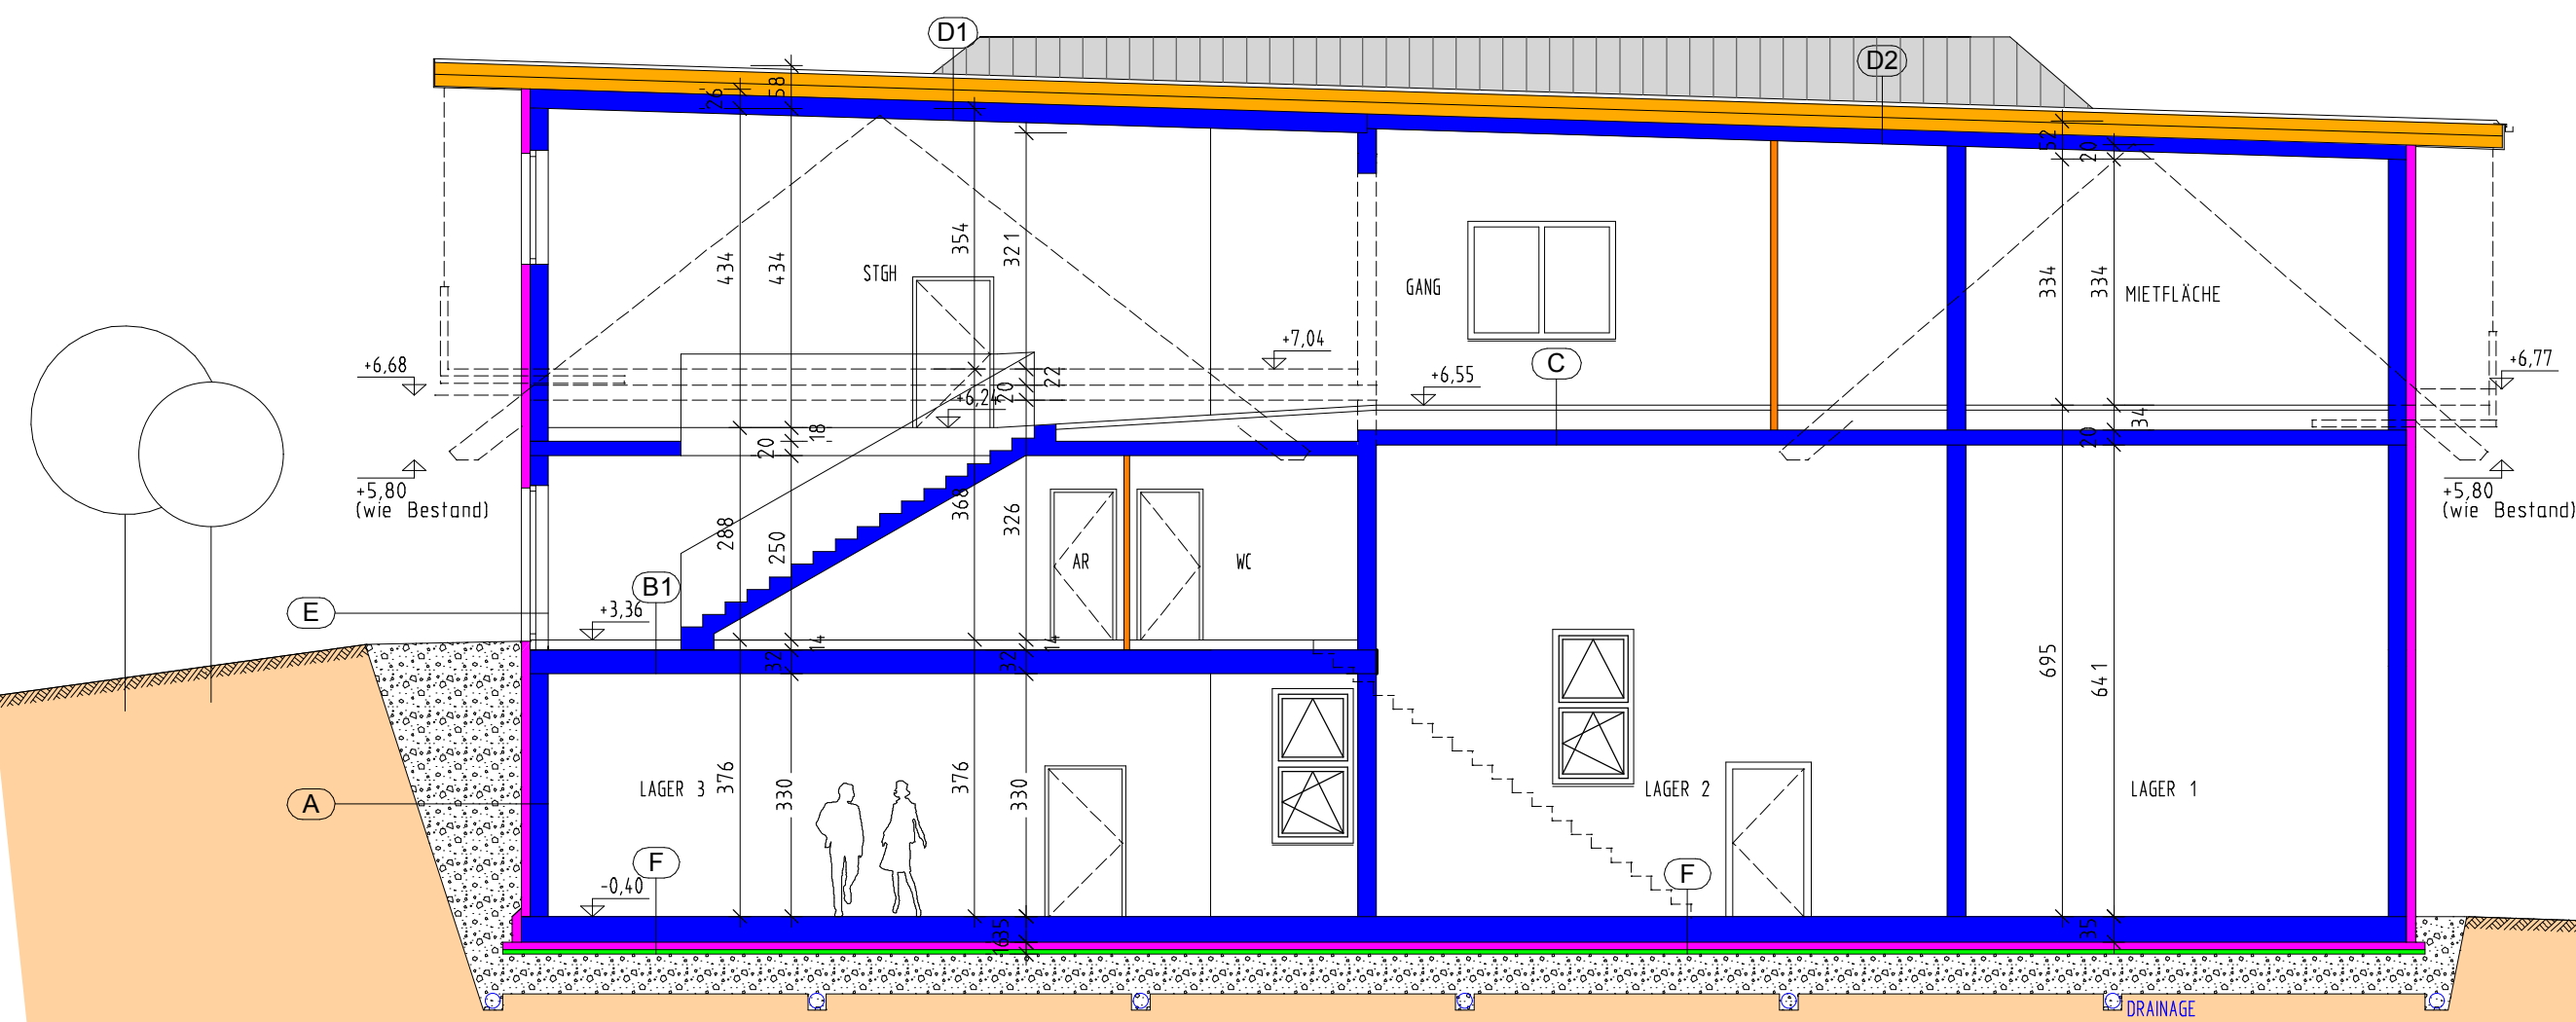 D1
D2
26
58
52
20
354
321
434
434
334
334
STGH
GANG
MIETFLÄCHE
+6,68
+7,04
+6,55
+6,77
C
22
20
+6,24
18
20
34
20
+5,80
(wie Bestand)
+5,80
(wie Bestand)
288
250
368
326
AR
WC
B1
E
+3,36
14
14
32
32
695
641
LAGER 3
376
330
376
330
LAGER 2
LAGER 1
A
F
F
-0,40
35
16
35
DRAINAGE